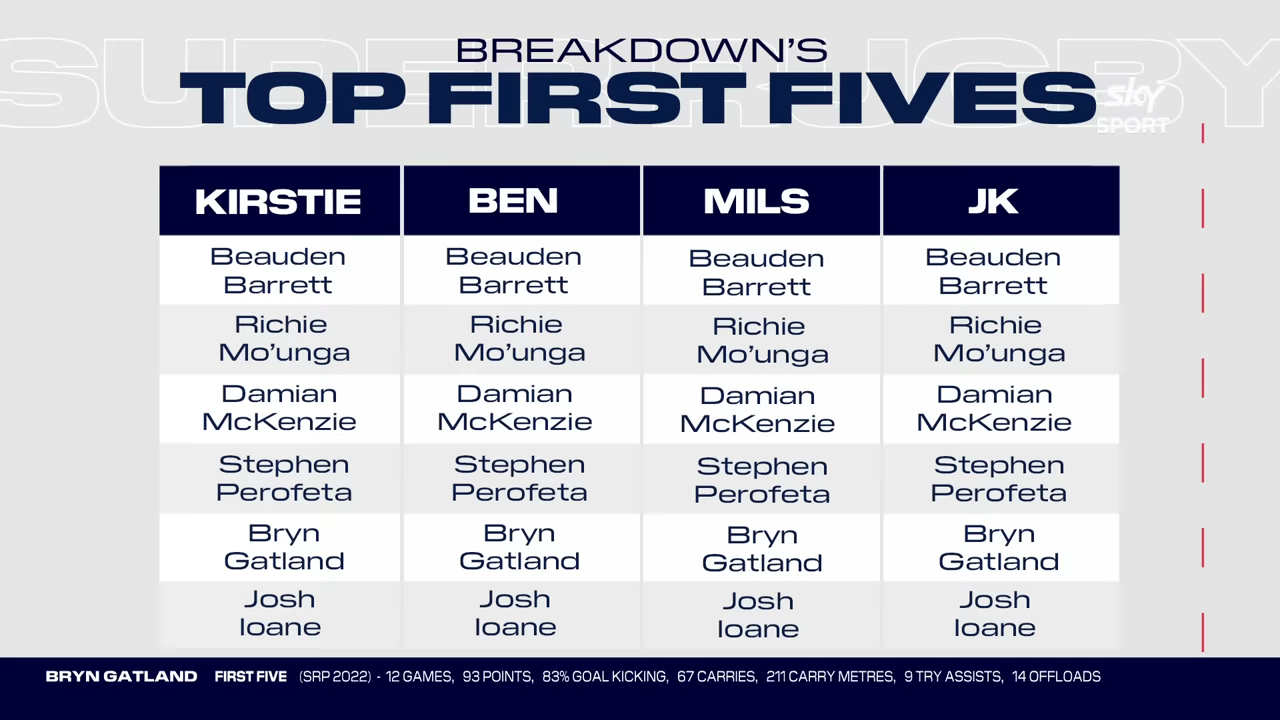 SUPER RUGBY
BREAKDOWN'S
TOP FIRST FIVES
sky
SPORT
KIRSTIE BEN MILS JK
Beauden Beauden Beauden Beauden
Barrett Barrett Barrett Barrett
Richie Richie Richie Richie
Mo'unga Mo'unga Mo'unga Mo'unga
Damian Damian Damian Damian
McKenzie McKenzie McKenzie McKenzie
Stephen Stephen Stephen Stephen
Perofeta Perofeta Perofeta Perofeta
Bryn Bryn Bryn Bryn
Gatland Gatland Gatland Gatland
Josh Josh Josh Josh
Ioane Ioane Ioane Ioane
BRYN GATLAND FIRST FIVE (SRP 2022) - 12 GAMES, 93 POINTS, 83% GOAL KICKING, 67 CARRIES, 211 CARRY METRES, 9 TRY ASSISTS, 14 OFFLOADS